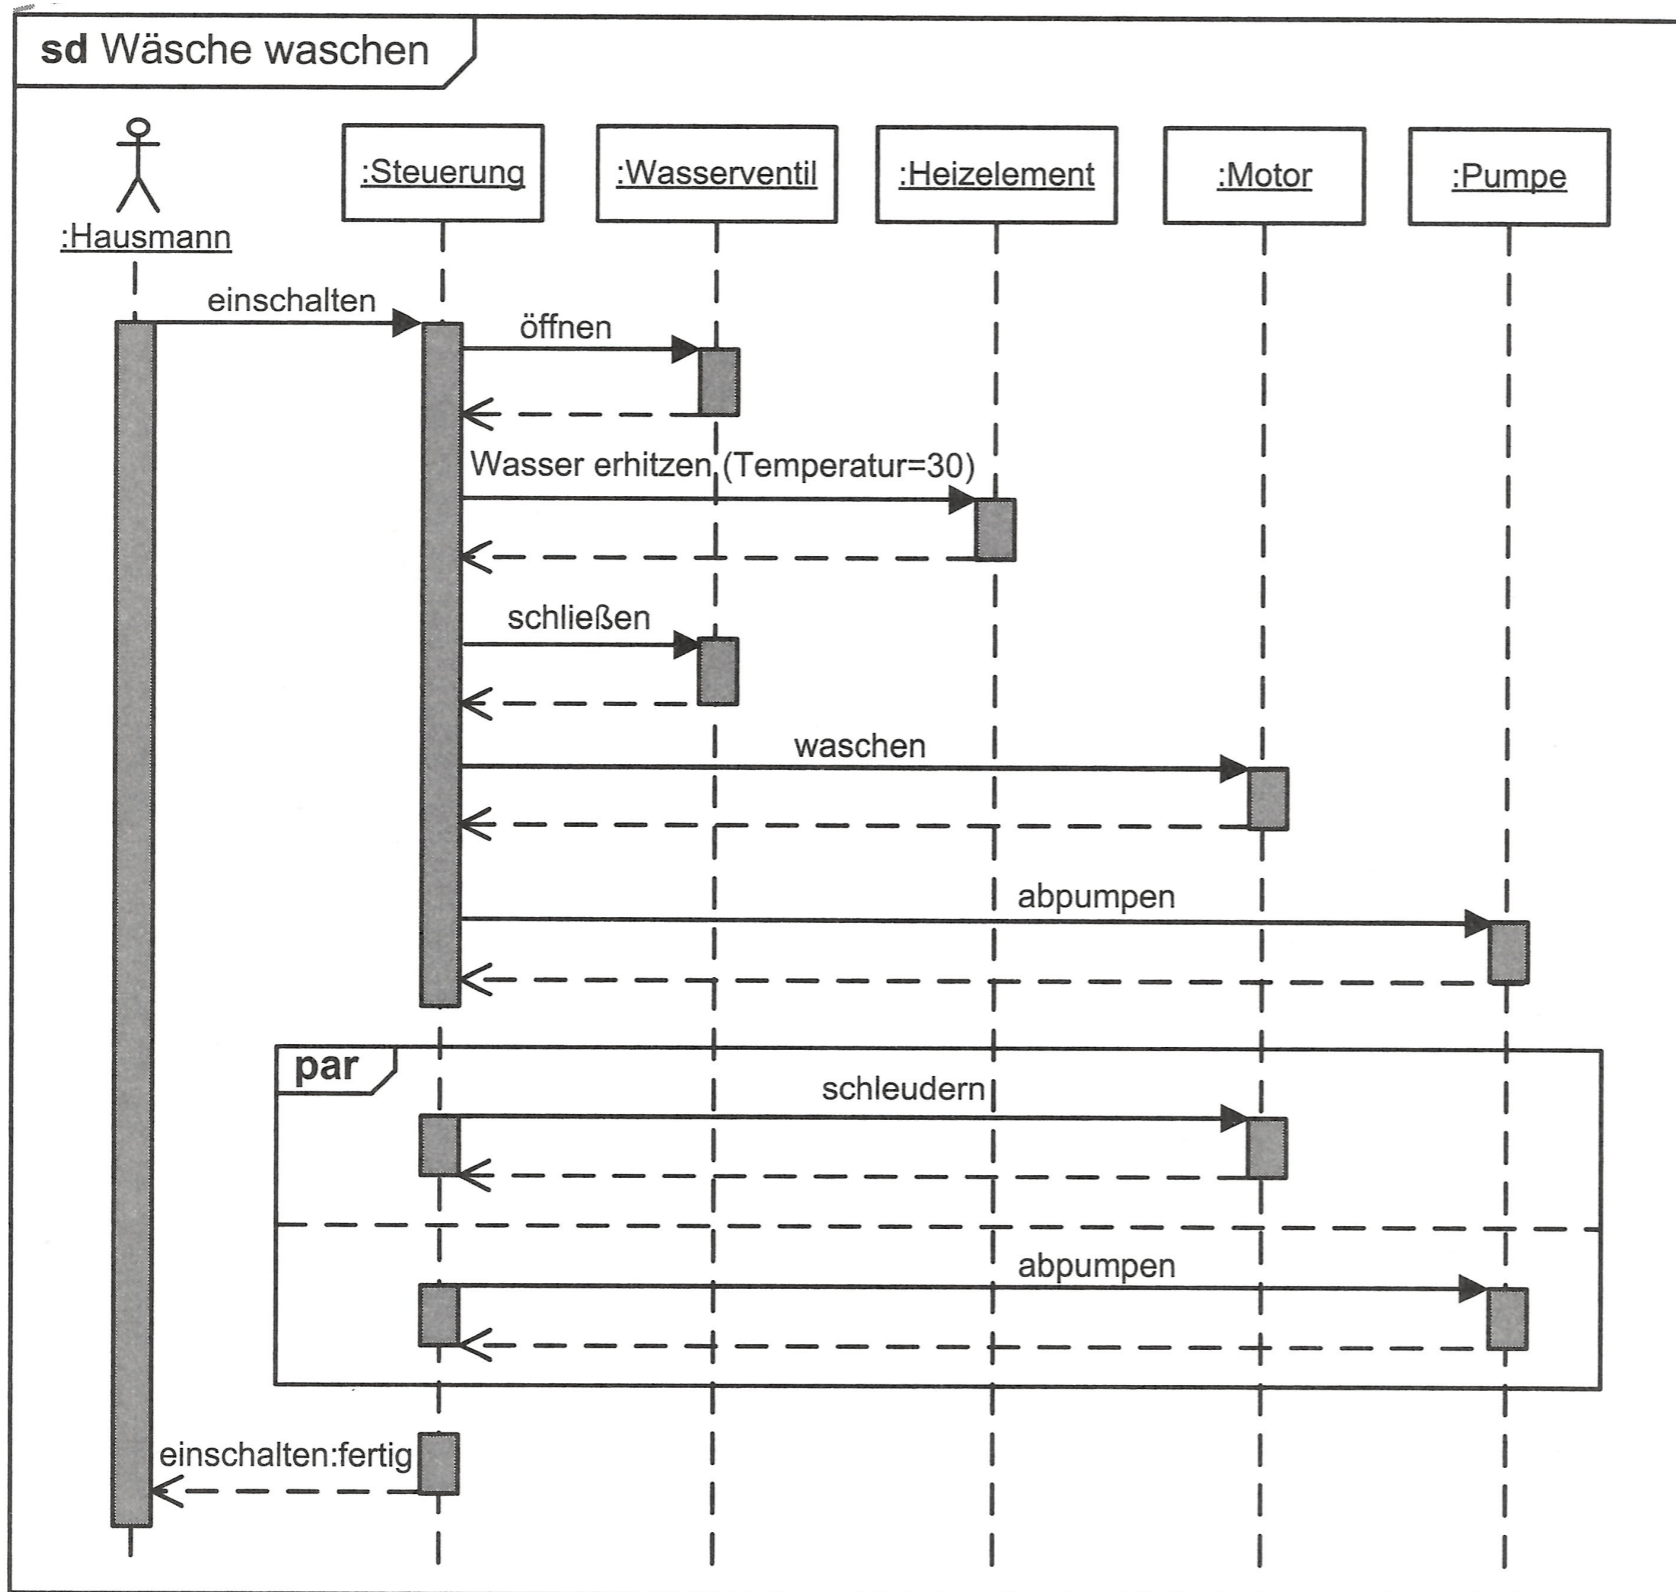 sd Wäsche waschen
:Hausmann
:Steuerung
:Wasserventil
:Heizelement
:Motor
:Pumpe
einschalten
öffnen
Wasser erhitzen (Temperatur=30)
schließen
waschen
abpumpen
par
schleudern
abpumpen
einschalten:fertig